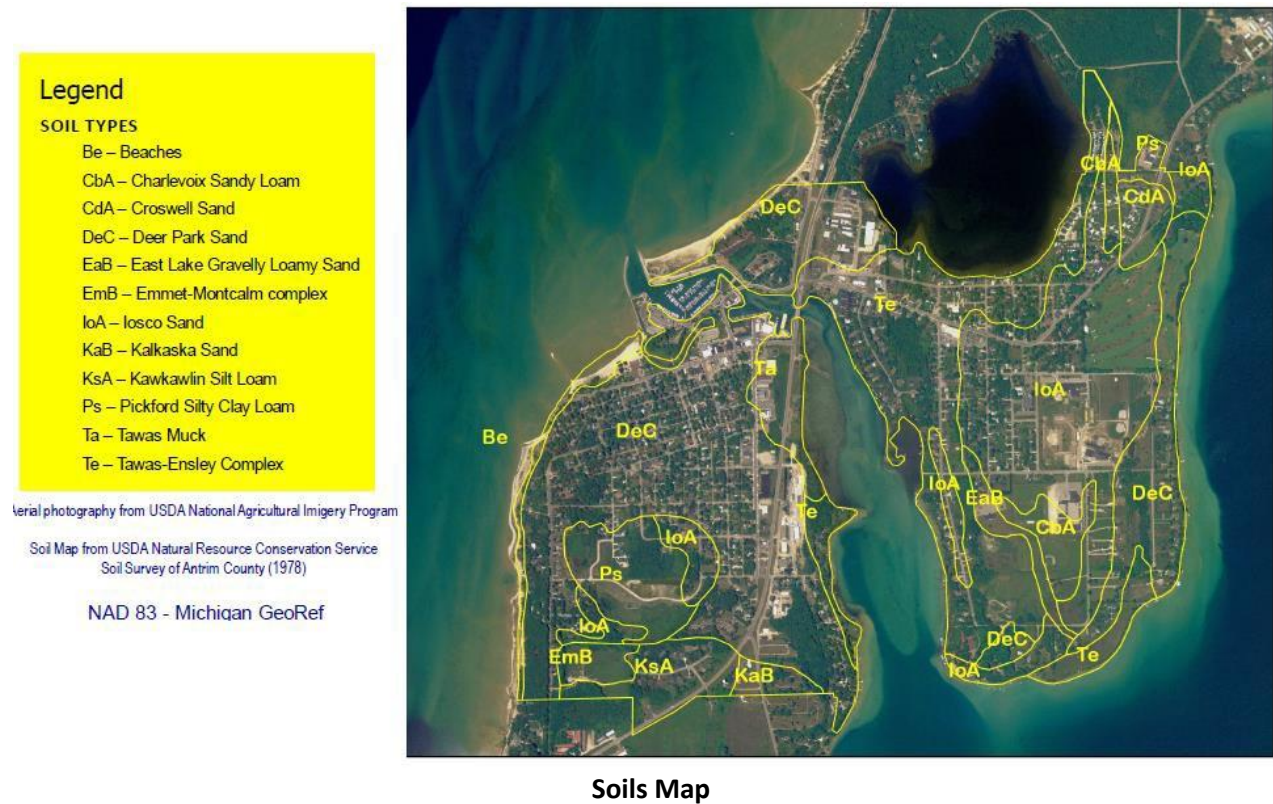 Legend
SOIL TYPES
Be – Beaches
CbA – Charlevoix Sandy Loam
CdA – Croswell Sand
DeC – Deer Park Sand
EaB – East Lake Gravelly Loamy Sand
EmB – Emmet-Montcalm complex
IoA – Iosco Sand
KaB – Kalkaska Sand
KsA – Kawkawlin Silt Loam
Ps – Pickford Silty Clay Loam
Ta – Tawas Muck
Te – Tawas-Ensley Complex
Aerial photography from USDA National Agricultural Imigery Program
Soil Map from USDA Natural Resource Conservation Service
Soil Survey of Antrim County (1978)
NAD 83 - Michigan GeoRef
Ps
CbA
IoA
CdA
DeC
Te
Ta
IoA
DeC
Be
IoA
EaB
DeC
Te
CbA
IoA
Ps
IoA
DeC
EmB
KsA
KaB
IoA
Te
Soils Map